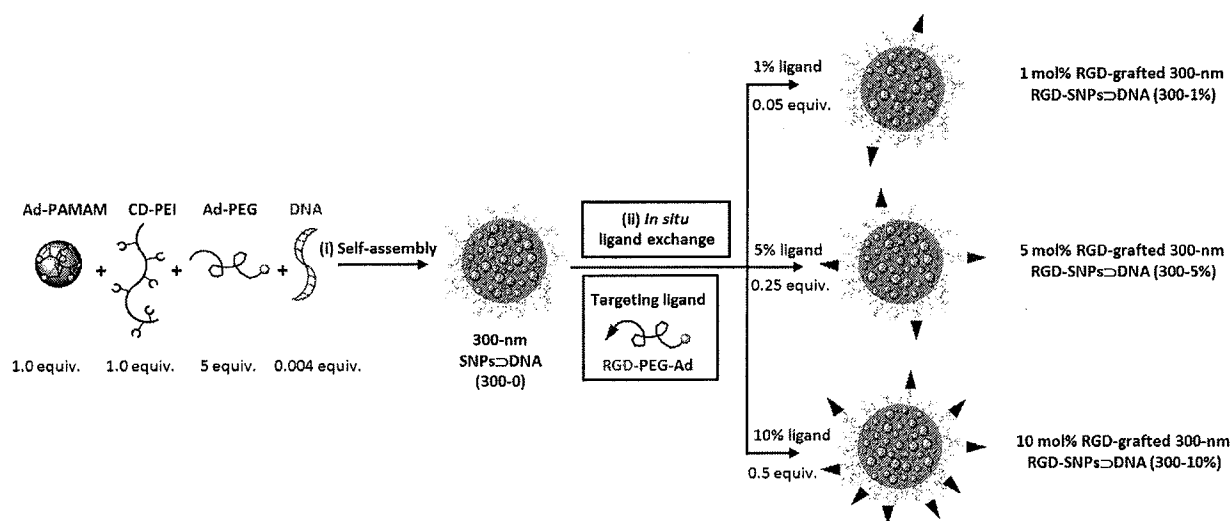 Ad-PAMAM
CD-PEI
Ad-PEG
DNA
+
+
+
(i) Self-assembly
1.0 equiv.
1.0 equiv.
5 equiv.
0.004 equiv.
300-nm
SNPs⊃DNA
(300-0)
(ii) In situ
ligand exchange
Targeting ligand
RGD-PEG-Ad
1% ligand
0.05 equiv.
1 mol% RGD-grafted 300-nm
RGD-SNPs⊃DNA (300-1%)
5% ligand
0.25 equiv.
5 mol% RGD-grafted 300-nm
RGD-SNPs⊃DNA (300-5%)
10% ligand
0.5 equiv.
10 mol% RGD-grafted 300-nm
RGD-SNPs⊃DNA (300-10%)